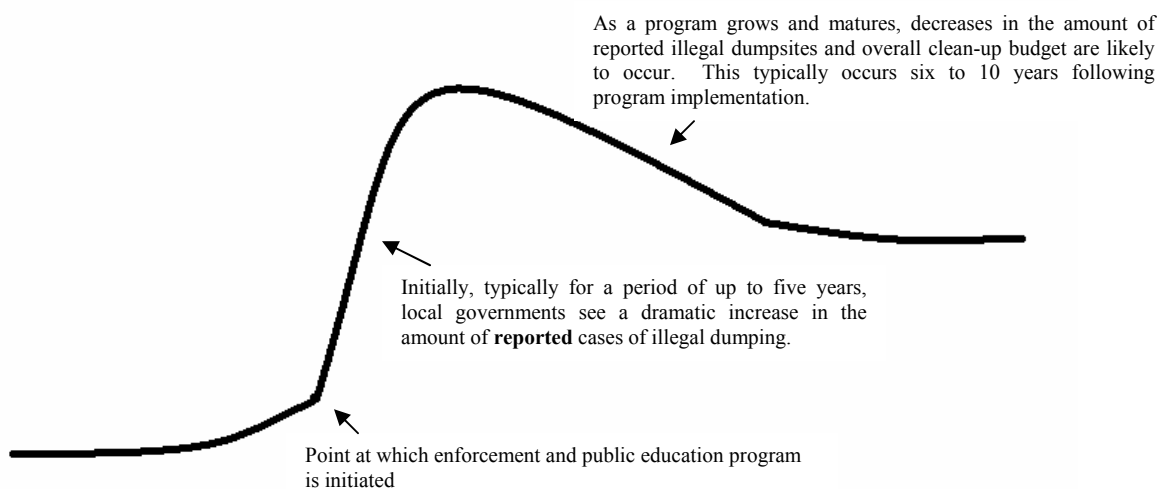 As a program grows and matures, decreases in the amount of
reported illegal dumpsites and overall clean-up budget are likely
to occur. This typically occurs six to 10 years following
program implementation.
Initially, typically for a period of up to five years,
local governments see a dramatic increase in the
amount of reported cases of illegal dumping.
Point at which enforcement and public education program
is initiated